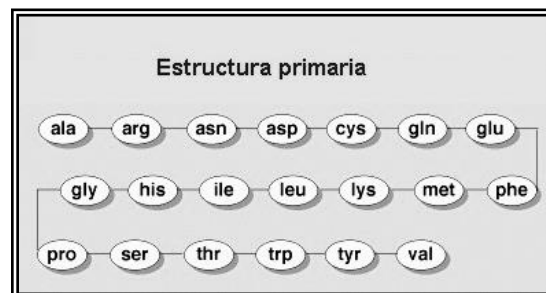 Estructura primaria
ala arg asn asp cys gln glu
gly his ile leu lys met phe
pro ser thr trp tyr val